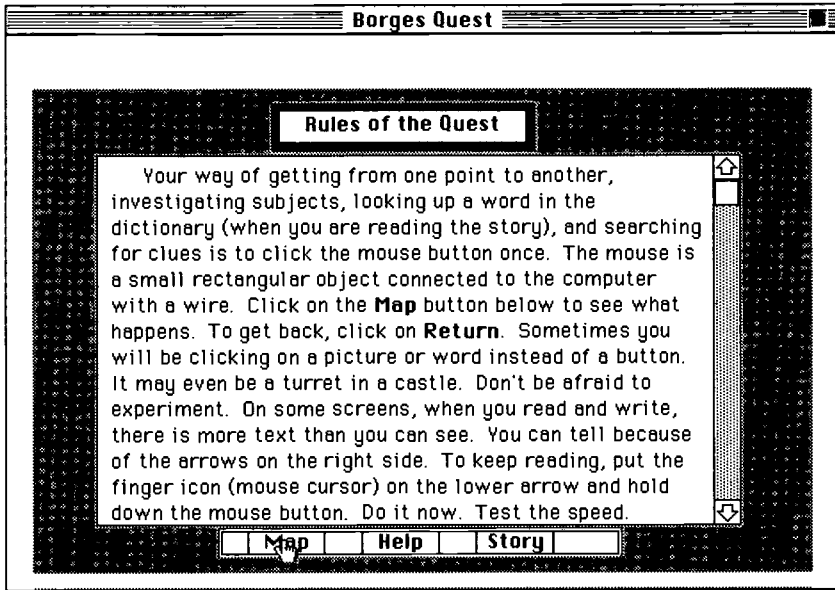 Borges Quest
Rules of the Quest
Your way of getting from one point to another,
investigating subjects, looking up a word in the
dictionary (when you are reading the story), and searching
for clues is to click the mouse button once. The mouse is
a small rectangular object connected to the computer
with a wire. Click on the Map button below to see what
happens. To get back, click on Return. Sometimes you
will be clicking on a picture or word instead of a button.
It may even be a turret in a castle. Don't be afraid to
experiment. On some screens, when you read and write,
there is more text than you can see. You can tell because
of the arrows on the right side. To keep reading, put the
finger icon (mouse cursor) on the lower arrow and hold
down the mouse button. Do it now. Test the speed.
Map Help Story